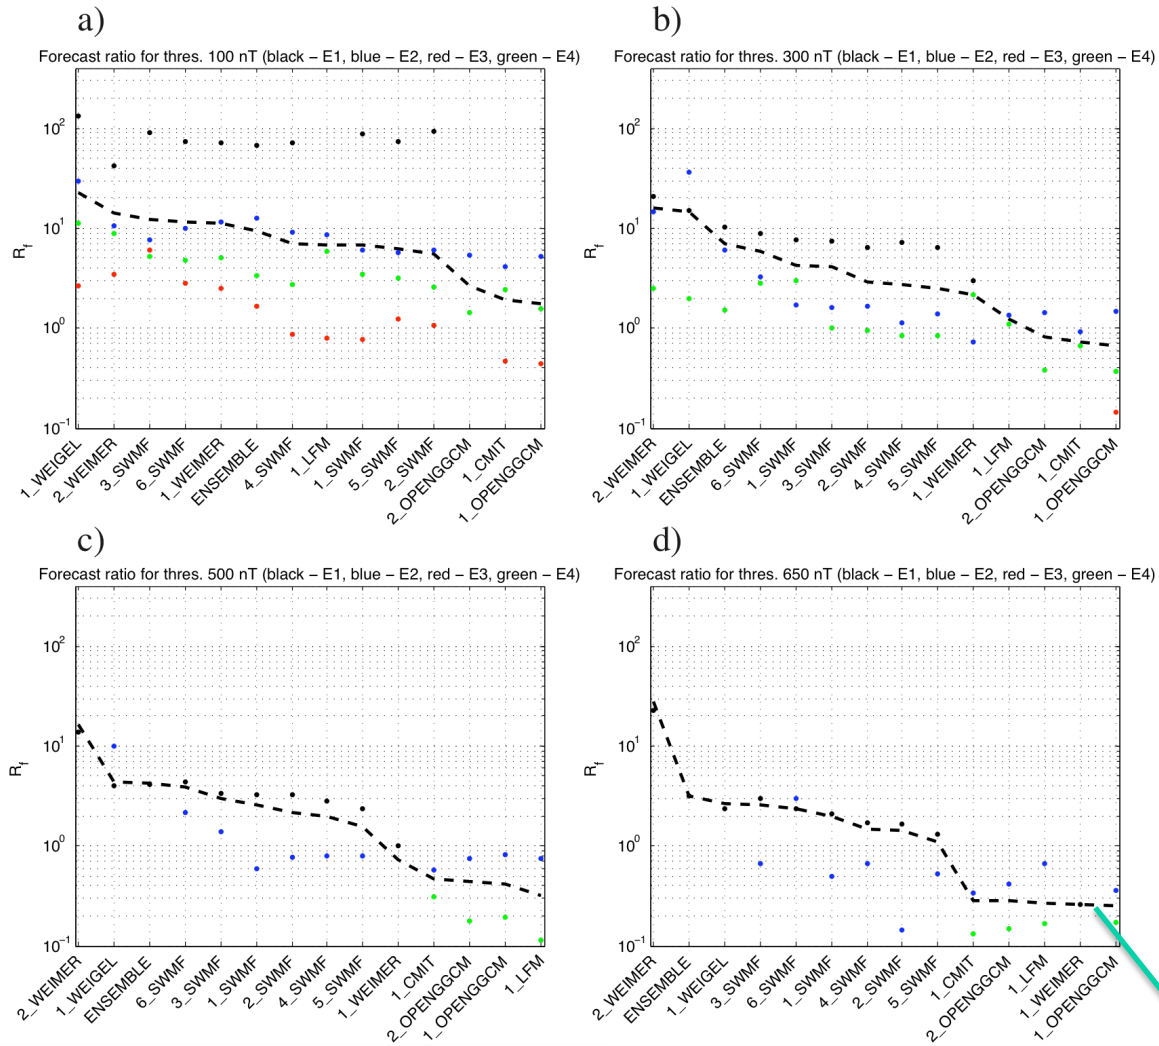 a)
Forecast ratio for thres. 100 nT (black – E1, blue – E2, red – E3, green – E4)
R_f
10^2
10^1
10^0
10^−1
1_WEIGEL
2_WEIMER
3_SWMF
6_SWMF
1_WEIMER
ENSEMBLE
4_SWMF
1_LFM
1_SWMF
5_SWMF
2_SWMF
2_OPENGGCM
1_CMIT
1_OPENGGCM
b)
Forecast ratio for thres. 300 nT (black – E1, blue – E2, red – E3, green – E4)
R_f
10^2
10^1
10^0
10^−1
2_WEIMER
1_WEIGEL
ENSEMBLE
6_SWMF
1_SWMF
3_SWMF
2_SWMF
4_SWMF
5_SWMF
1_WEIMER
1_LFM
2_OPENGGCM
1_CMIT
1_OPENGGCM
c)
Forecast ratio for thres. 500 nT (black – E1, blue – E2, red – E3, green – E4)
R_f
10^2
10^1
10^0
10^−1
2_WEIMER
1_WEIGEL
ENSEMBLE
6_SWMF
3_SWMF
1_SWMF
2_SWMF
4_SWMF
5_SWMF
1_WEIMER
1_CMIT
2_OPENGGCM
1_OPENGGCM
1_LFM
d)
Forecast ratio for thres. 650 nT (black – E1, blue – E2, red – E3, green – E4)
R_f
10^2
10^1
10^0
10^−1
2_WEIMER
ENSEMBLE
1_WEIGEL
3_SWMF
6_SWMF
1_SWMF
4_SWMF
2_SWMF
5_SWMF
1_CMIT
2_OPENGGCM
1_LFM
1_WEIMER
1_OPENGGCM